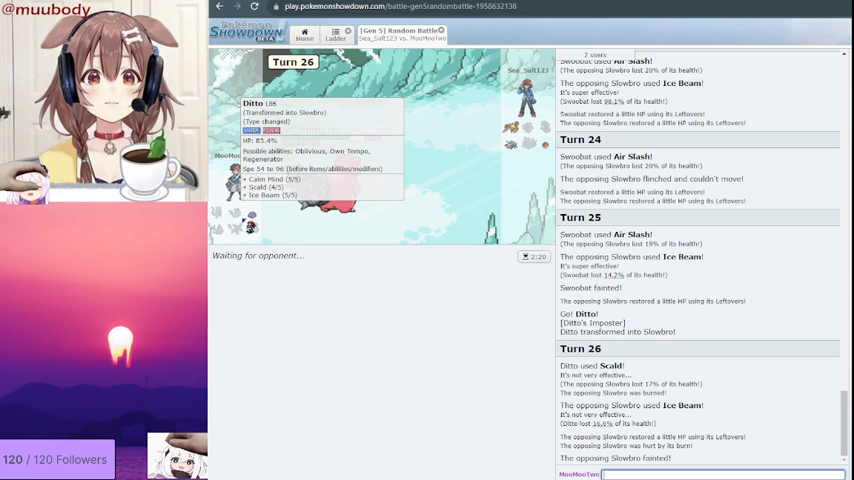 @muubody
play.pokemonshowdown.com/battle-gen5randombattle-1958632138
Pokémon
SHOWDOWN
BETA
Home
Ladder
[Gen 5] Random Battle
Sea_Salt123 vs. MooMooTwo
Turn 26
Sea_Salt123
Ditto L86
(Transformed into Slowbro)
(Type changed)
WATER PSYCHC
HP: 83.4%
Possible abilities: Oblivious, Own Tempo,
Regenerator
Spe 54 to 96 (before items/abilities/modifiers)
• Calm Mind (5/5)
• Scald (4/5)
• Ice Beam (5/5)
Waiting for opponent...
2:20
2 users
Swoobat used Air Slash!
(The opposing Slowbro lost 20% of its health!)
The opposing Slowbro used Ice Beam!
It's super effective!
(Swoobat lost 98.1% of its health!)
The opposing Slowbro restored a little HP using its Leftovers!
Turn 24
Swoobat used Air Slash!
(The opposing Slowbro lost 20% of its health!)
The opposing Slowbro flinched and couldn't move!
Swoobat restored a little HP using its Leftovers!
The opposing Slowbro restored a little HP using its Leftovers!
Turn 25
Swoobat used Air Slash!
(The opposing Slowbro lost 19% of its health!)
The opposing Slowbro used Ice Beam!
It's super effective!
(Swoobat lost 14.2% of its health!)
Swoobat fainted!
The opposing Slowbro restored a little HP using its Leftovers!
Go! Ditto!
[Ditto's Imposter]
Ditto transformed into Slowbro!
Turn 26
Ditto used Scald!
It's not very effective...
(The opposing Slowbro lost 17% of its health!)
The opposing Slowbro was burned!
The opposing Slowbro used Ice Beam!
It's not very effective...
(Ditto lost 16.6% of its health!)
The opposing Slowbro restored a little HP using its Leftovers!
The opposing Slowbro was hurt by its burn!
The opposing Slowbro fainted!
MooMooTwo
120 / 120 Followers